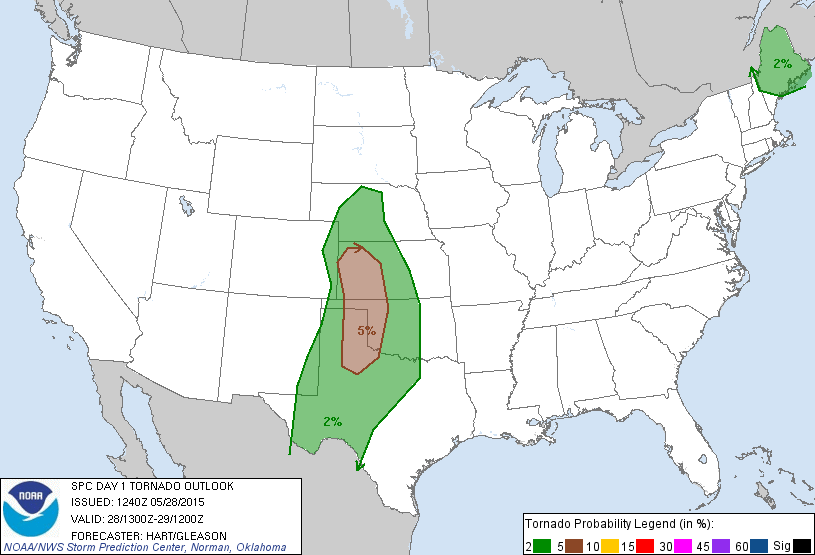 2%
5%
2%
NOAA
SPC DAY 1 TORNADO OUTLOOK
ISSUED: 1240Z 05/28/2015
VALID: 28/1300Z-29/1200Z
FORECASTER: HART/GLEASON
NOAA/NWS Storm Prediction Center, Norman, Oklahoma
Tornado Probability Legend (in %):
2 5 10 15 30 45 60 Sig